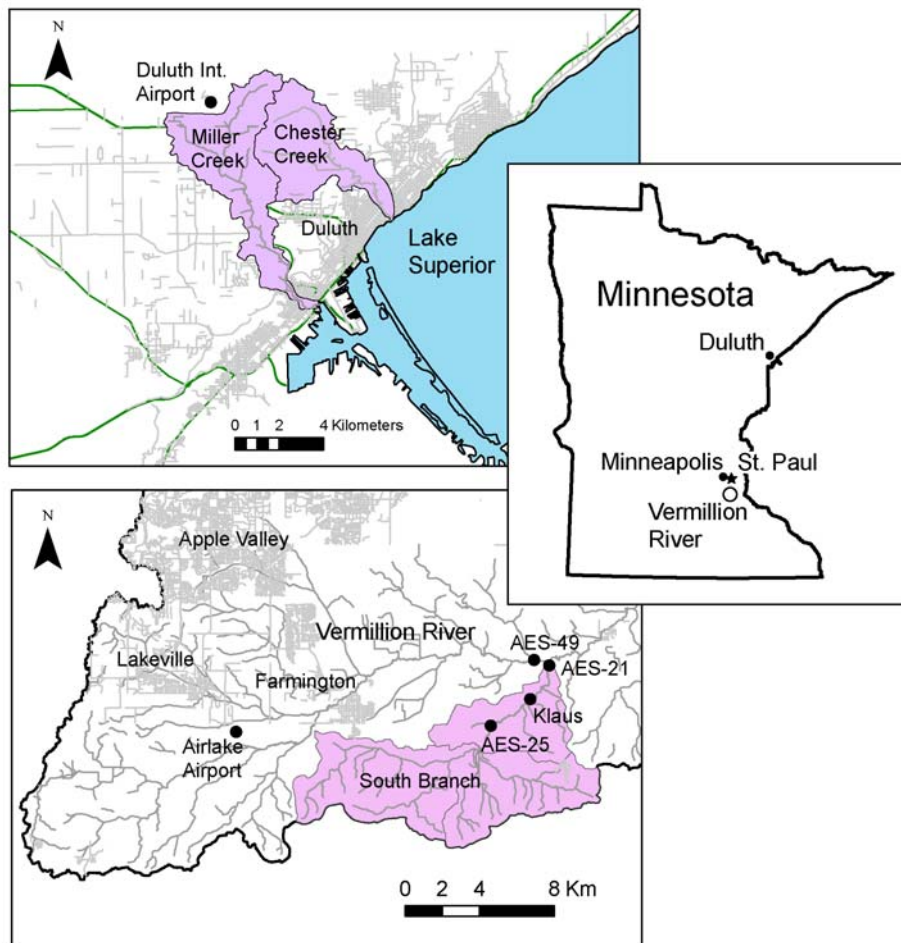 N
Duluth Int.
Airport
Miller
Creek
Chester
Creek
Duluth
Lake
Superior
0 1 2 4 Kilometers
Minnesota
Duluth
Minneapolis
St. Paul
Vermillion
River
N
Apple Valley
Vermillion River
Lakeville
Farmington
AES-49
AES-21
Klaus
AES-25
Airlake
Airport
South Branch
0 2 4 8 Km